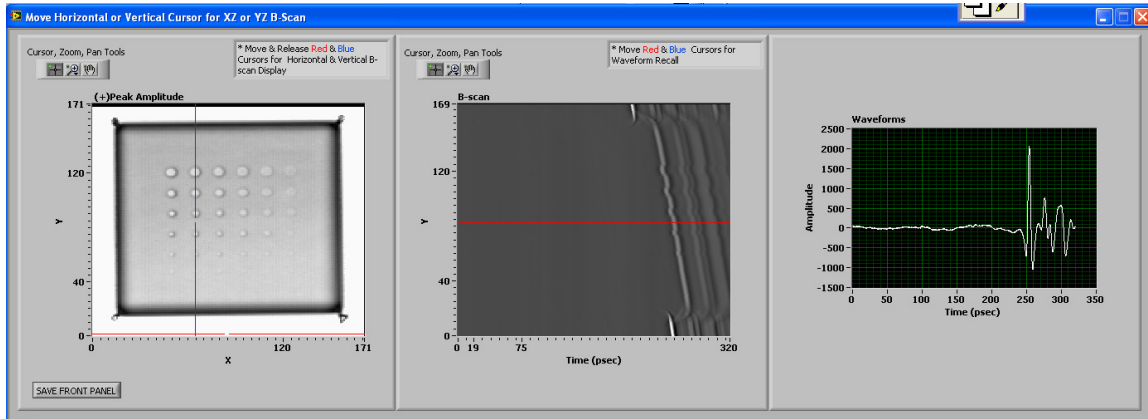 Move Horizontal or Vertical Cursor for XZ or YZ B-Scan
Cursor, Zoom, Pan Tools
* Move & Release Red & Blue
Cursors for Horizontal & Vertical B-
scan Display
(+)Peak Amplitude
171
120
40
0
Y
0
120
171
X
SAVE FRONT PANEL
Cursor, Zoom, Pan Tools
* Move Red & Blue Cursors for
Waveform Recall
B-scan
169
120
40
0
Y
0 19 75 320
Time (psec)
Waveforms
2500
2000
1500
1000
500
0
-500
-1000
-1500
Amplitude
0 50 100 150 200 250 300 350
Time (psec)